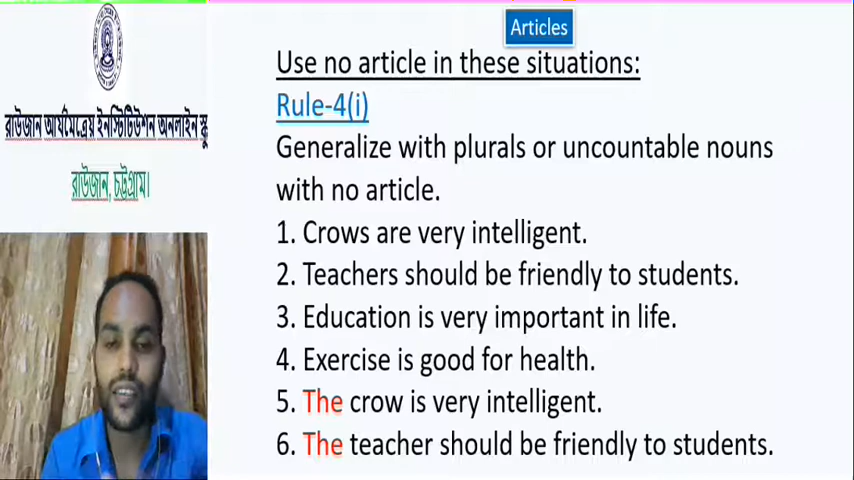 Articles
Use no article in these situations:
রাউজান আর্যমৈত্রেয় ইনস্টিটিউশন অনলাইন স্কু
রাউজান, চট্টগ্রাম।
Rule-4(i)
Generalize with plurals or uncountable nouns
with no article.
1. Crows are very intelligent.
2. Teachers should be friendly to students.
3. Education is very important in life.
4. Exercise is good for health.
5. The crow is very intelligent.
6. The teacher should be friendly to students.